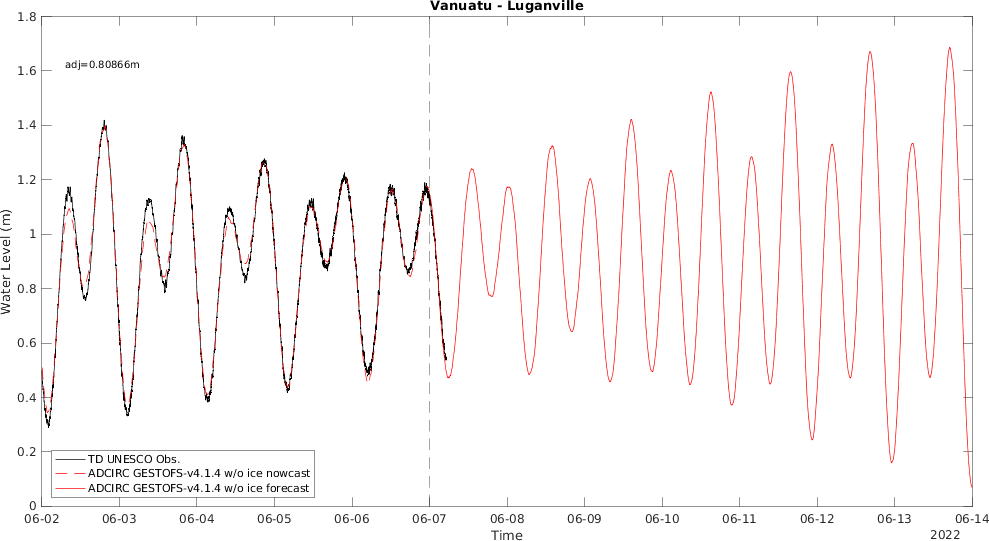 Vanuatu - Luganville
1.8
1.6
1.4
1.2
1
0.8
0.6
0.4
0.2
0
Water Level (m)
adj=0.80866m
TD UNESCO Obs.
ADCIRC GESTOFS-v4.1.4 w/o ice nowcast
ADCIRC GESTOFS-v4.1.4 w/o ice forecast
06-02 06-03 06-04 06-05 06-06 06-07 06-08 06-09 06-10 06-11 06-12 06-13 06-14
Time
2022